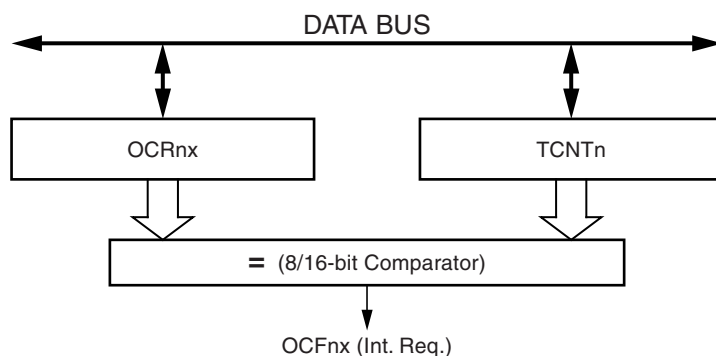 DATA BUS
OCRnx
TCNTn
= (8/16-bit Comparator)
OCFnx (Int. Req.)